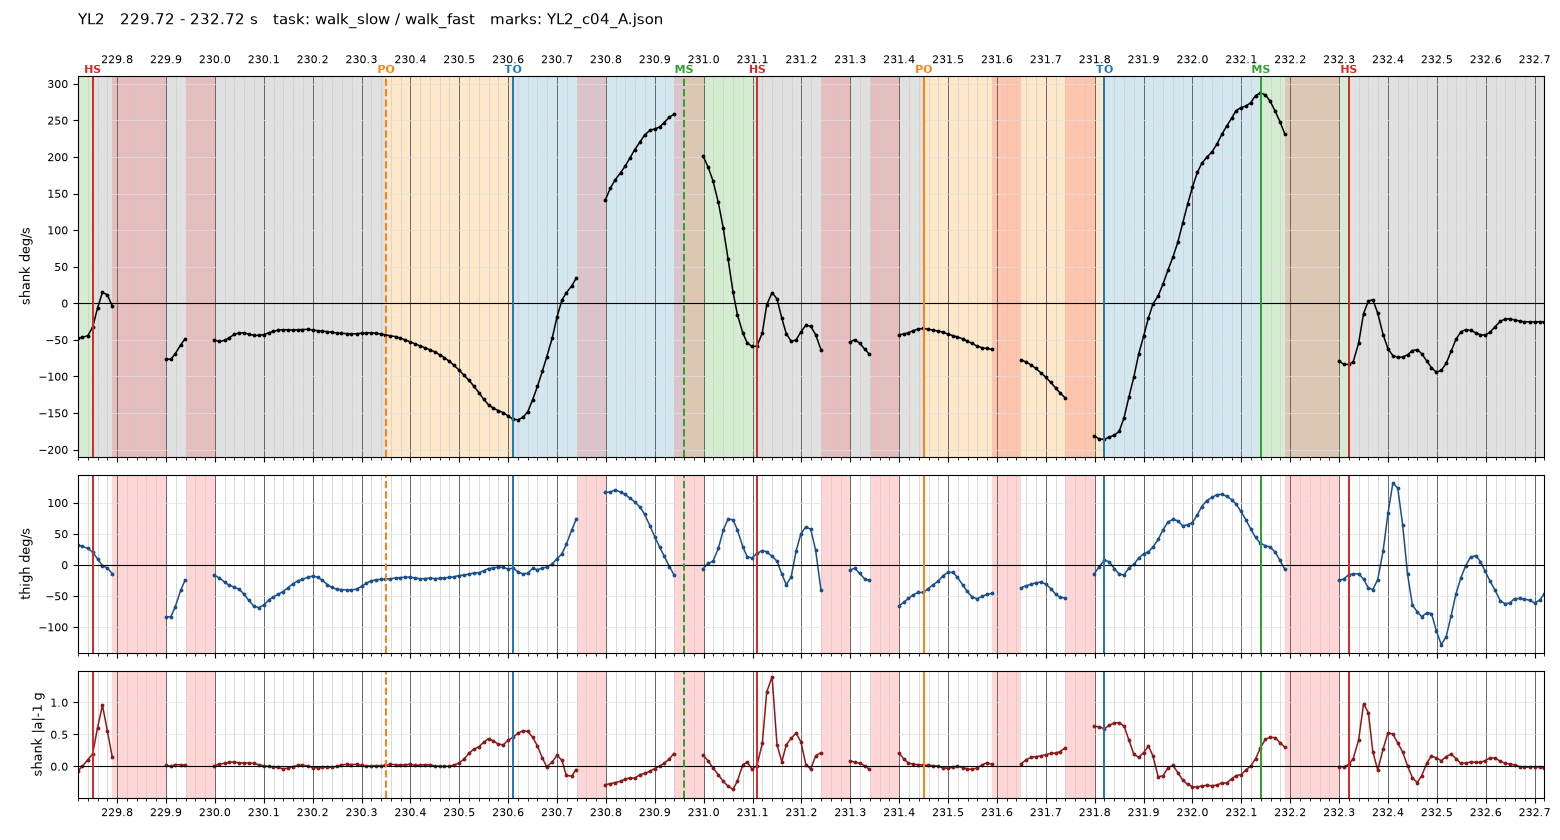 YL2 229.72 - 232.72 s task: walk_slow / walk_fast marks: YL2_c04_A.json
229.8 229.9 230.0 230.1 230.2 230.3 230.4 230.5 230.6 230.7 230.8 230.9 231.0 231.1 231.2 231.3 231.4 231.5 231.6 231.7 231.8 231.9 232.0 232.1 232.2 232.3 232.4 232.5 232.6 232.7
HS PO TO MS HS PO TO MS HS
300
250
200
150
100
50
0
−50
−100
−150
−200
shank deg/s
100
50
0
−50
−100
thigh deg/s
1.0
0.5
0.0
shank |a|-1 g
229.8 229.9 230.0 230.1 230.2 230.3 230.4 230.5 230.6 230.7 230.8 230.9 231.0 231.1 231.2 231.3 231.4 231.5 231.6 231.7 231.8 231.9 232.0 232.1 232.2 232.3 232.4 232.5 232.6 232.7